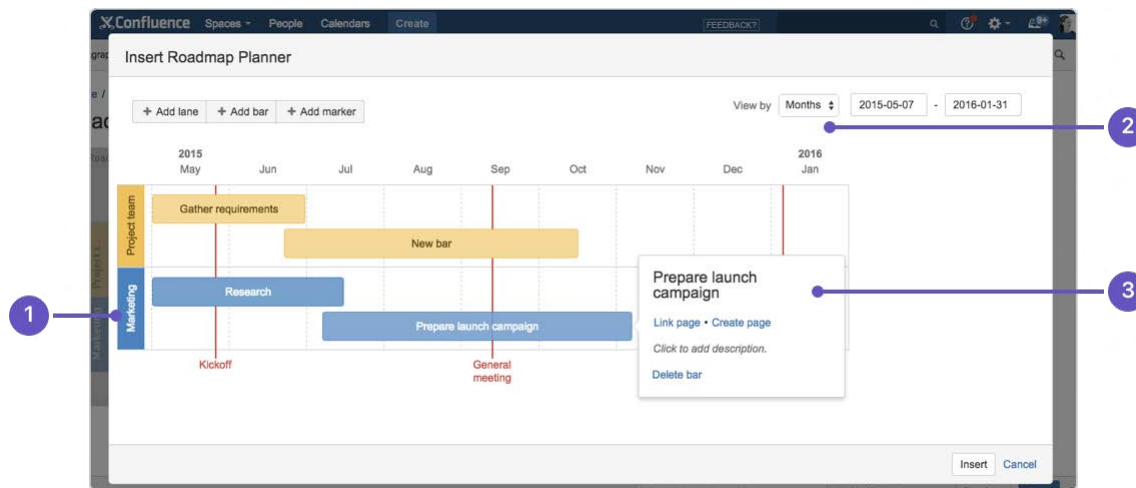 Confluence Spaces People Calendars Create FEEDBACK? 9+
Insert Roadmap Planner
+ Add lane + Add bar + Add marker
View by Months 2015-05-07 - 2016-01-31
2
2015 2016
May Jun Jul Aug Sep Oct Nov Dec Jan
Project team
Gather requirements
New bar
Marketing
Research
Prepare launch campaign
1
Prepare launch
campaign
3
Link page • Create page
Click to add description.
Delete bar
Kickoff
General
meeting
Insert Cancel